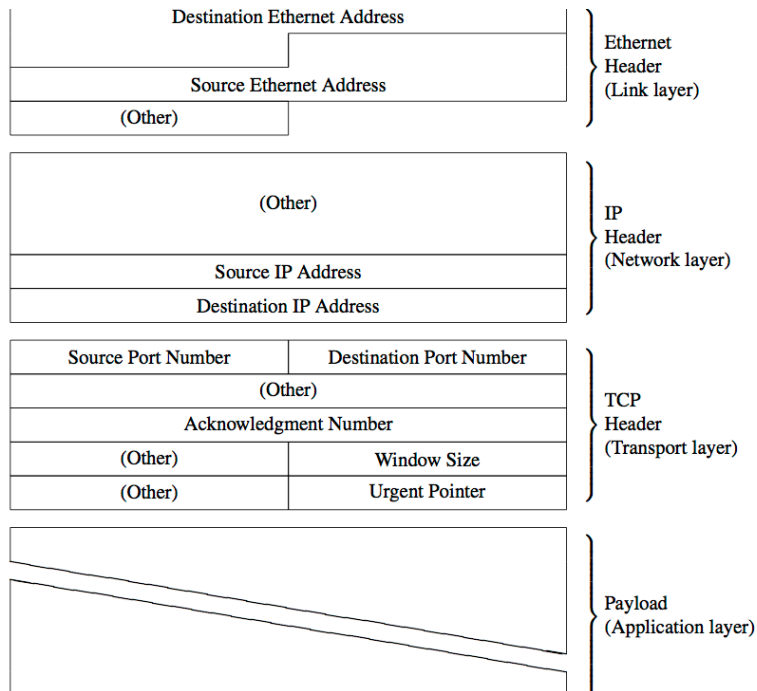 Destination Ethernet Address
Source Ethernet Address
(Other)
Ethernet
Header
(Link layer)
(Other)
Source IP Address
Destination IP Address
IP
Header
(Network layer)
Source Port Number Destination Port Number
(Other)
Acknowledgment Number
(Other) Window Size
(Other) Urgent Pointer
TCP
Header
(Transport layer)
Payload
(Application layer)